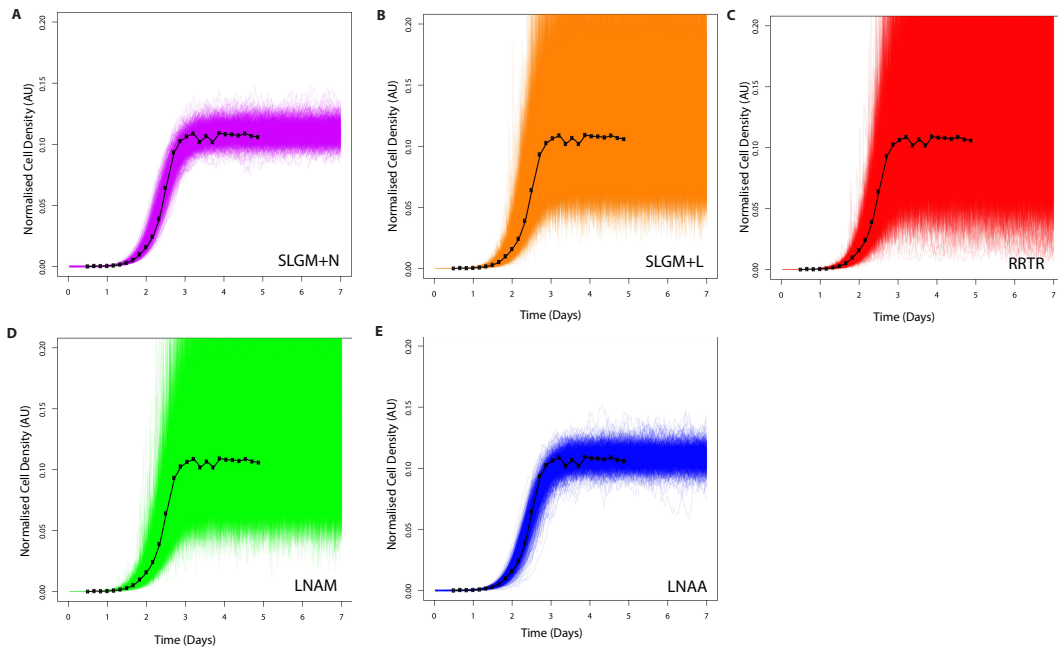 A
Normalised Cell Density (AU)
0.00 0.05 0.10 0.15 0.20
0 1 2 3 4 5 6 7
SLGM+N
B
Normalised Cell Density (AU)
0.00 0.05 0.10 0.15 0.20
0 1 2 3 4 5 6 7
SLGM+L
Time (Days)
C
Normalised Cell Density (AU)
0.00 0.05 0.10 0.15 0.20
0 1 2 3 4 5 6 7
RRTR
Time (Days)
D
Normalised Cell Density (AU)
0.00 0.05 0.10 0.15 0.20
0 1 2 3 4 5 6 7
LNAM
Time (Days)
E
Normalised Cell Density (AU)
0.00 0.05 0.10 0.15 0.20
0 1 2 3 4 5 6 7
LNAA
Time (Days)